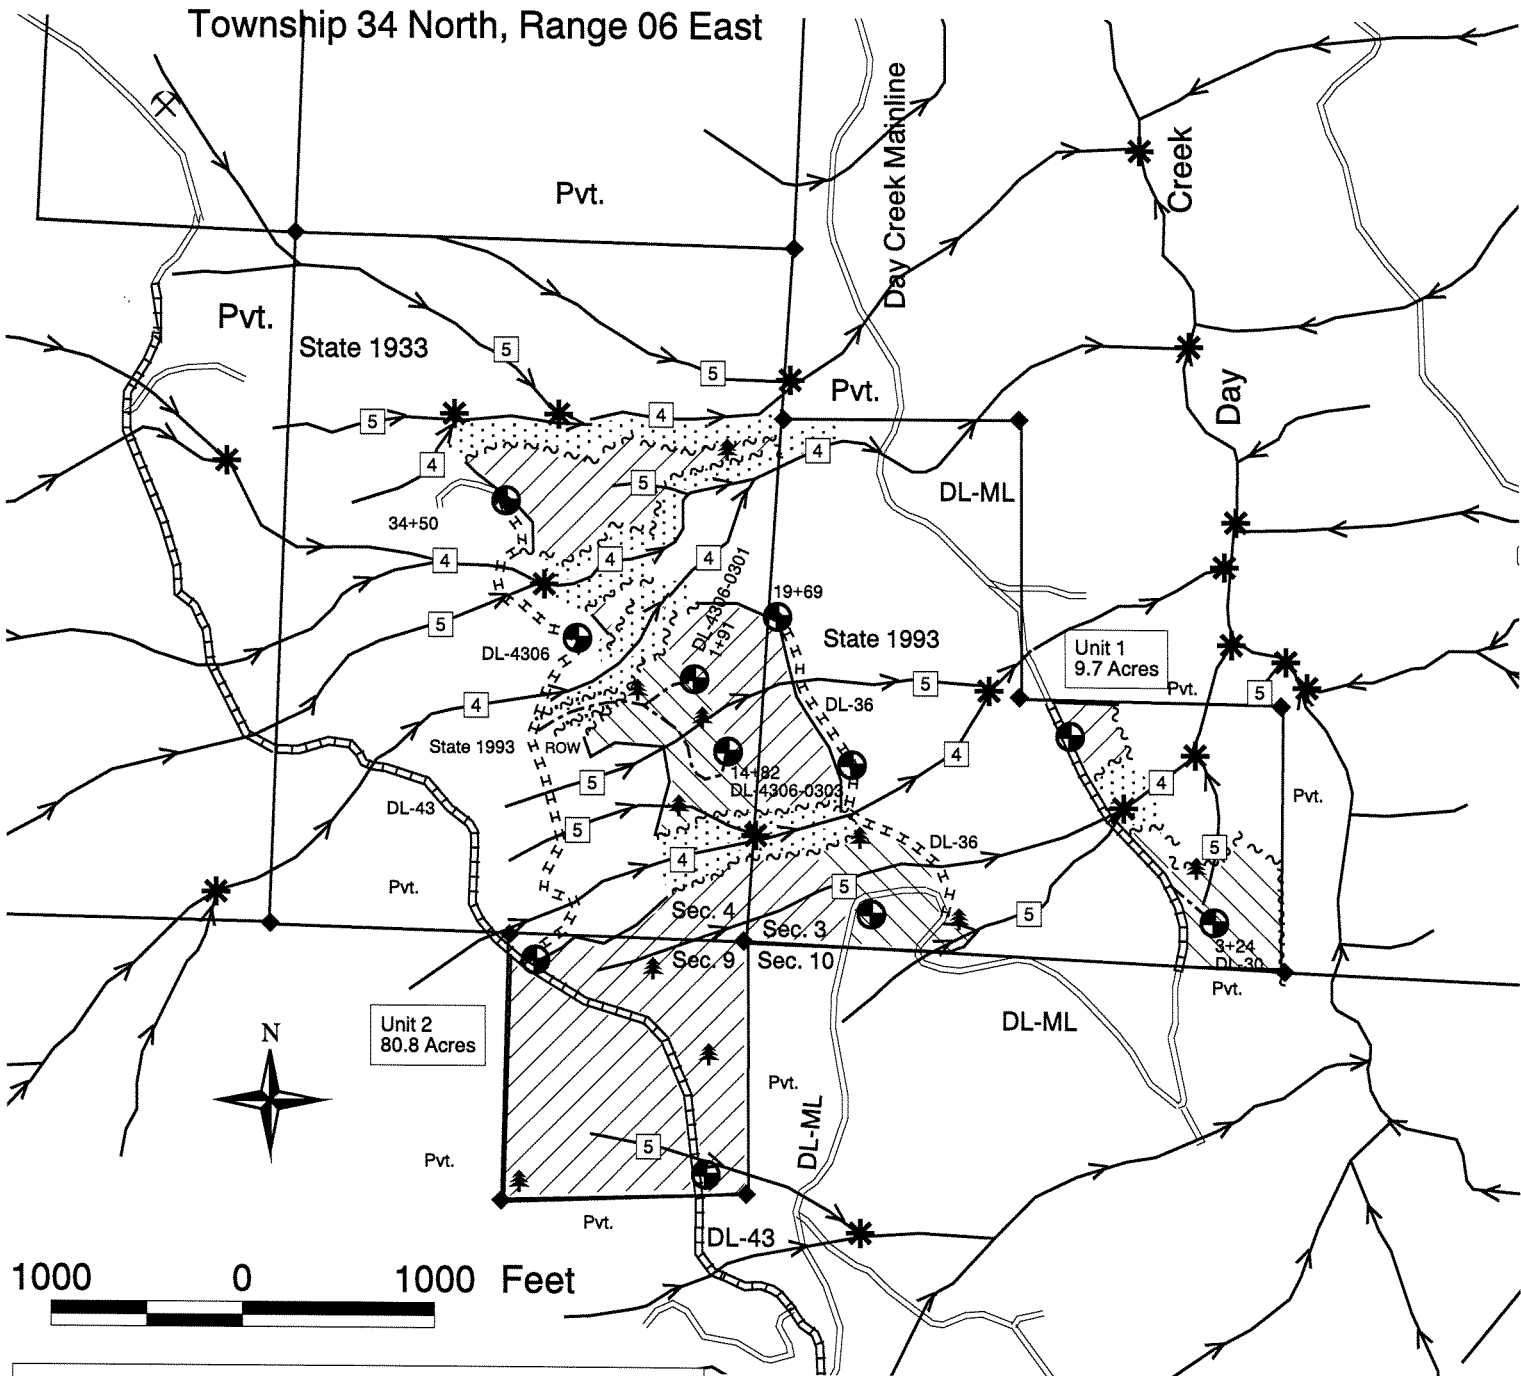 Township 34 North, Range 06 East
Day Creek Mainline
Creek
Pvt.
Pvt.
State 1933
5
5
Pvt.
Day
5
4
4
4
5
DL-ML
34+50
4
4
4
DL-4306-0301
1+91
19+69
5
State 1993
Unit 1
9.7 Acres
DL-4306
Pvt.
5
5
4
DL-36
State 1993
ROW
4
14+82
DL-4306-0303
4
5
Pvt.
DL-43
5
DL-36
5
4
Pvt.
5
5
Sec. 4
Sec. 3
Sec. 9
Sec. 10
3+24
DL-30
Pvt.
Unit 2
80.8 Acres
DL-ML
N
Pvt.
DL-ML
5
Pvt.
Pvt.
DL-43
1000 0 1000 Feet